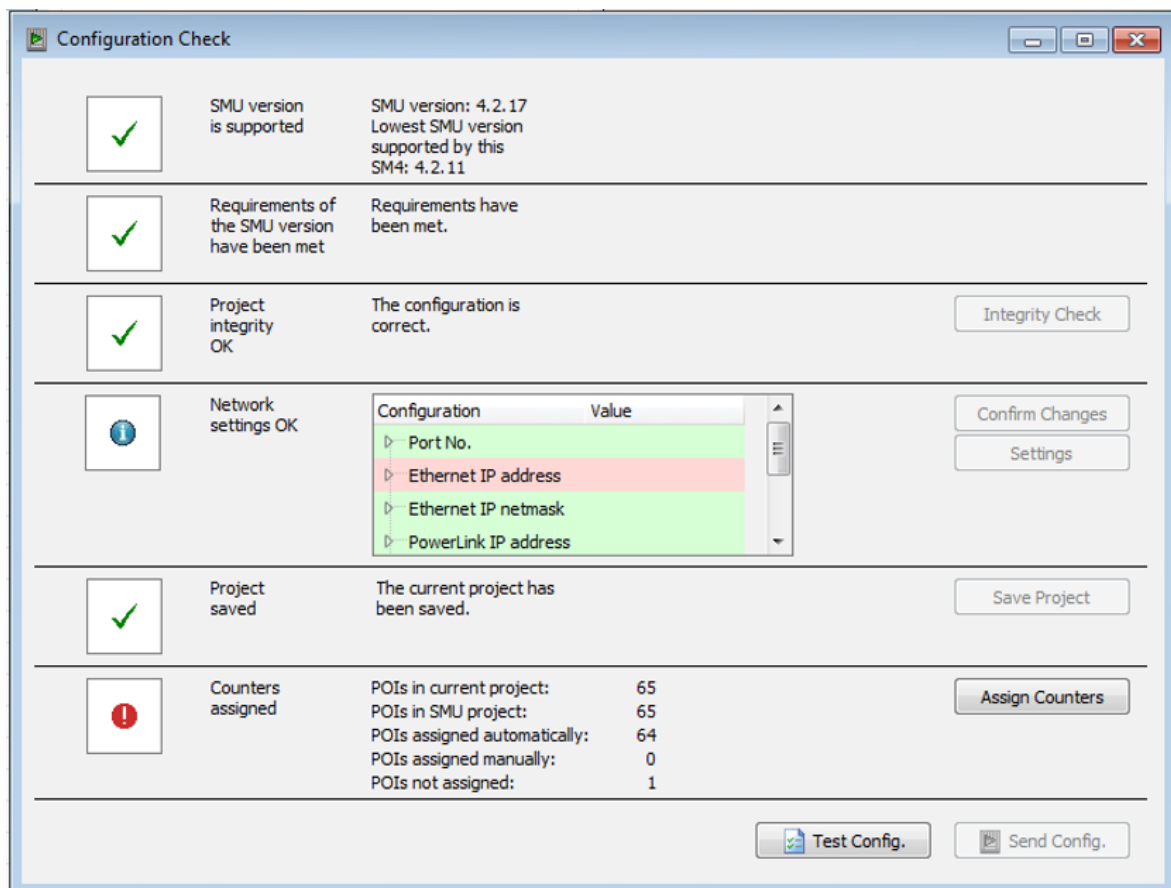 Configuration Check
SMU version
is supported
SMU version: 4.2.17
Lowest SMU version
supported by this
SM4: 4.2.11
Requirements of
the SMU version
have been met
Requirements have
been met.
Project
integrity
OK
The configuration is
correct.
Integrity Check
Network
settings OK
Configuration Value
Port No.
Ethernet IP address
Ethernet IP netmask
PowerLink IP address
Confirm Changes
Settings
Project
saved
The current project has
been saved.
Save Project
Counters
assigned
POIs in current project: 65
POIs in SMU project: 65
POIs assigned automatically: 64
POIs assigned manually: 0
POIs not assigned: 1
Assign Counters
Test Config.
Send Config.